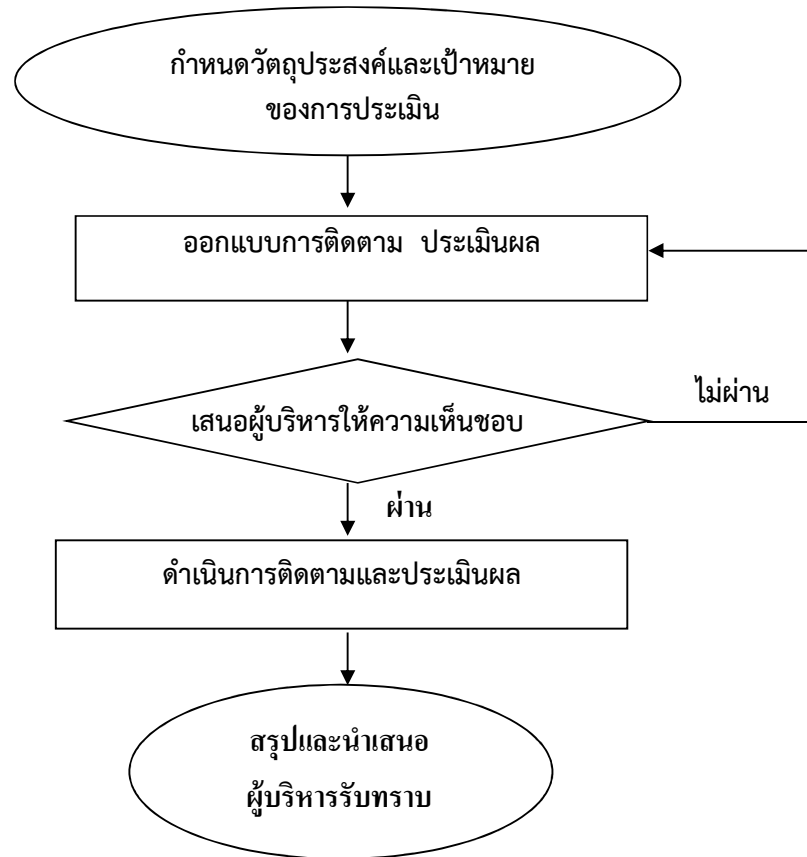 กำหนดวัตถุประสงค์และเป้าหมาย
ของการประเมิน
ออกแบบการติดตาม ประเมินผล
ไม่ผ่าน
เสนอผู้บริหารให้ความเห็นชอบ
ผ่าน
ดำเนินการติดตามและประเมินผล
สรุปและนำเสนอ
ผู้บริหารรับทราบ